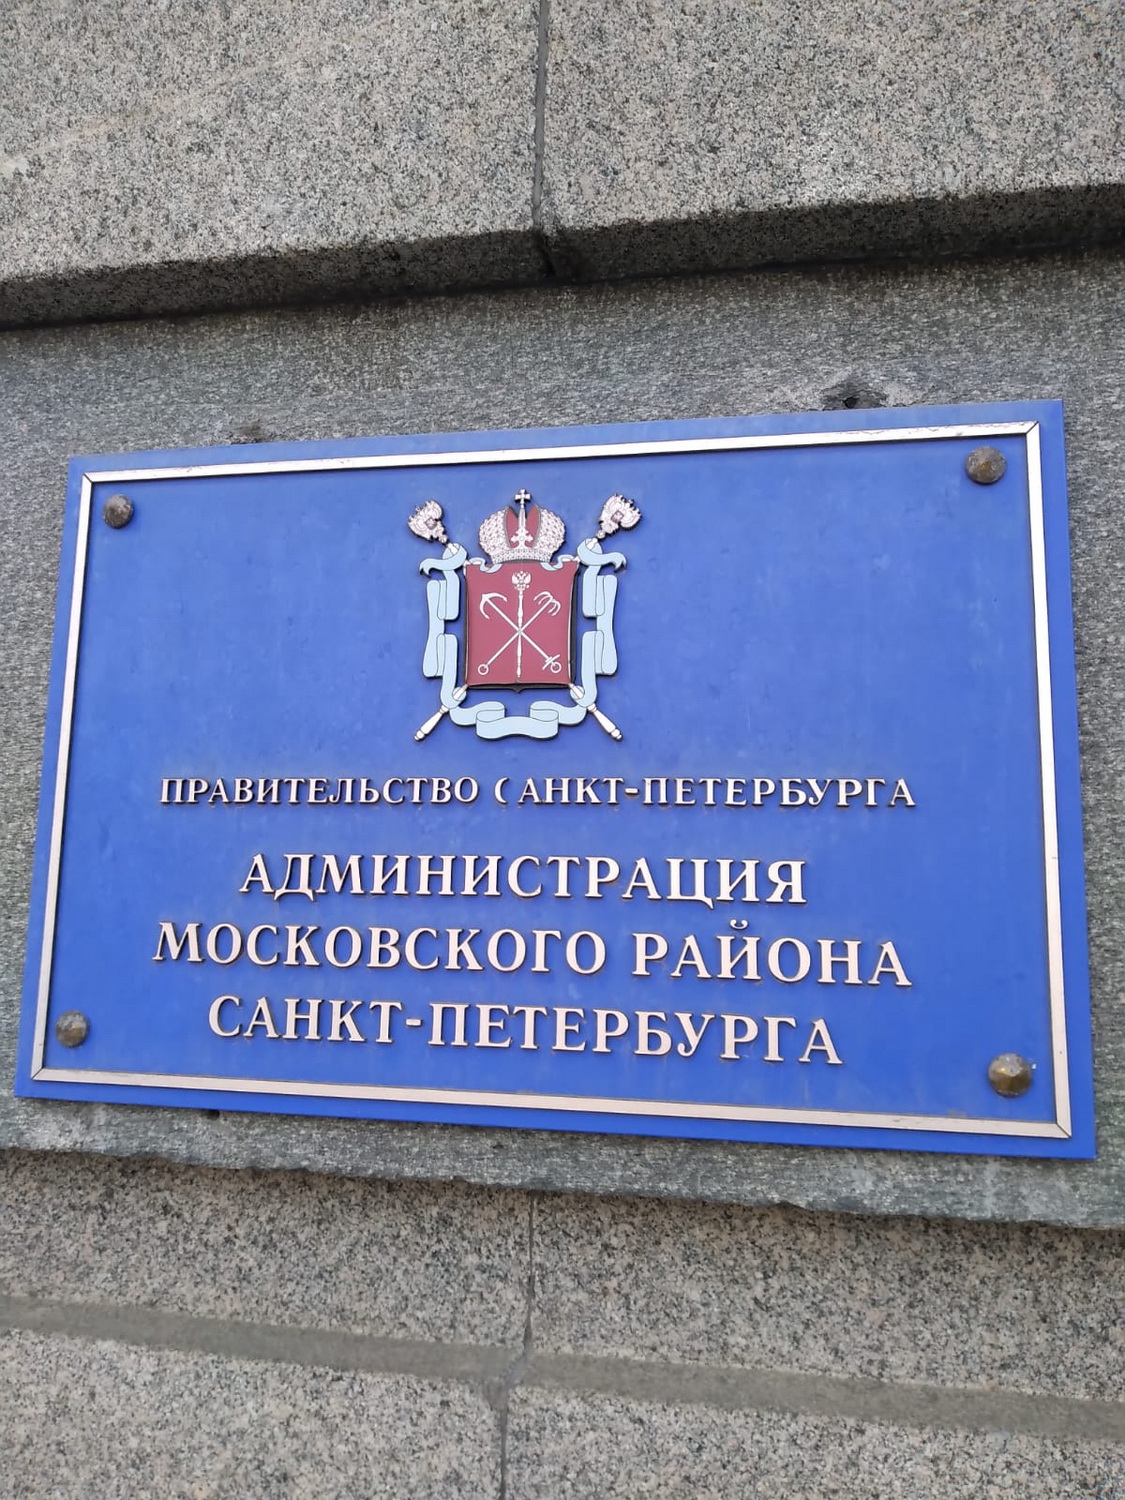 ПРАВИТЕЛЬСТВО САНКТ-ПЕТЕРБУРГА
АДМИНИСТРАЦИЯ
МОСКОВСКОГО РАЙОНА
САНКТ-ПЕТЕРБУРГА